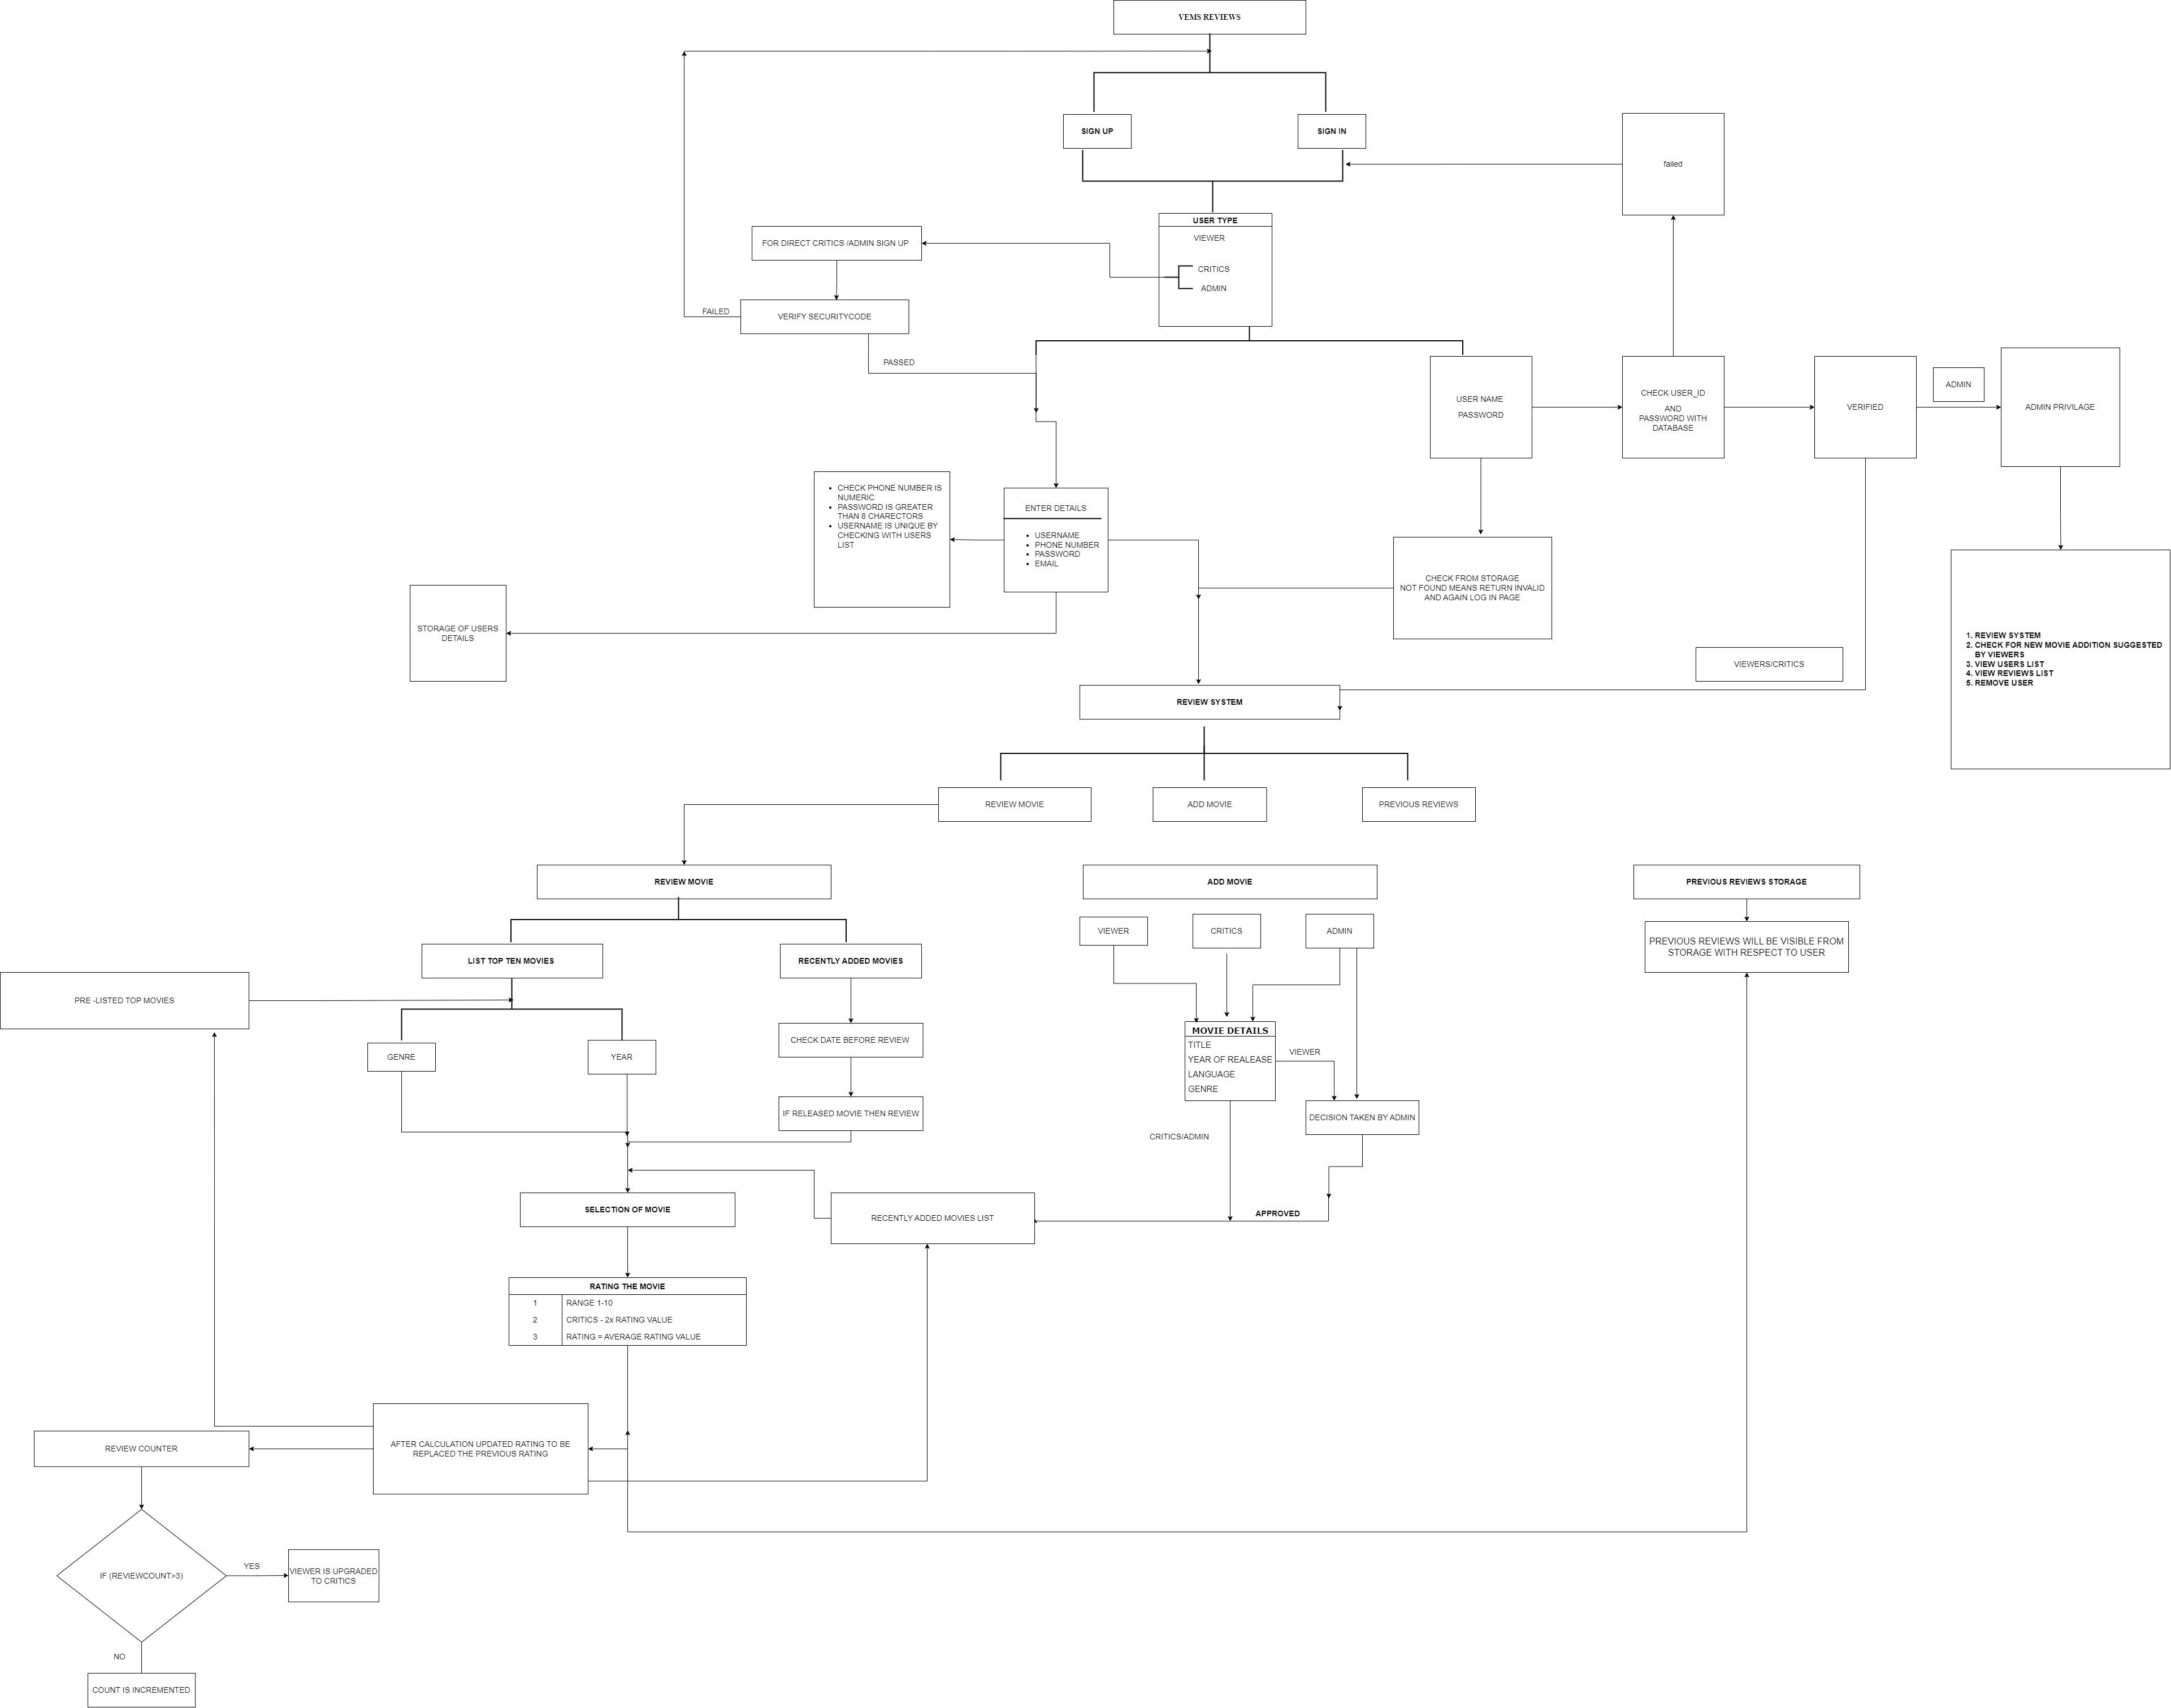 VEMS REVIEWS
SIGN UP
SIGN IN
failed
USER TYPE
VIEWER
CRITICS
ADMIN
FOR DIRECT CRITICS /ADMIN SIGN UP
VERIFY SECURITYCODE
FAILED
PASSED
USER NAME
PASSWORD
CHECK USER_ID
AND
PASSWORD WITH
DATABASE
VERIFIED
ADMIN
ADMIN PRIVILAGE
• CHECK PHONE NUMBER IS
NUMERIC
• PASSWORD IS GREATER
THAN 8 CHARECTORS
• USERNAME IS UNIQUE BY
CHECKING WITH USERS
LIST
ENTER DETAILS
• USERNAME
• PHONE NUMBER
• PASSWORD
• EMAIL
CHECK FROM STORAGE
NOT FOUND MEANS RETURN INVALID
AND AGAIN LOG IN PAGE
STORAGE OF USERS
DETAILS
VIEWERS/CRITICS
1. REVIEW SYSTEM
2. CHECK FOR NEW MOVIE ADDITION SUGGESTED
BY VIEWERS
3. VIEW USERS LIST
4. VIEW REVIEWS LIST
5. REMOVE USER
REVIEW SYSTEM
REVIEW MOVIE
ADD MOVIE
PREVIOUS REVIEWS
REVIEW MOVIE
ADD MOVIE
PREVIOUS REVIEWS STORAGE
VIEWER
CRITICS
ADMIN
PREVIOUS REVIEWS WILL BE VISIBLE FROM
STORAGE WITH RESPECT TO USER
LIST TOP TEN MOVIES
RECENTLY ADDED MOVIES
PRE -LISTED TOP MOVIES
GENRE
YEAR
CHECK DATE BEFORE REVIEW
IF RELEASED MOVIE THEN REVIEW
MOVIE DETAILS
TITLE
YEAR OF REALEASE
LANGUAGE
GENRE
VIEWER
DECISION TAKEN BY ADMIN
CRITICS/ADMIN
APPROVED
SELECTION OF MOVIE
RECENTLY ADDED MOVIES LIST
RATING THE MOVIE
1 RANGE 1-10
2 CRITICS - 2x RATING VALUE
3 RATING = AVERAGE RATING VALUE
AFTER CALCULATION UPDATED RATING TO BE
REPLACED THE PREVIOUS RATING
REVIEW COUNTER
IF (REVIEWCOUNT>3)
YES
VIEWER IS UPGRADED
TO CRITICS
NO
COUNT IS INCREMENTED